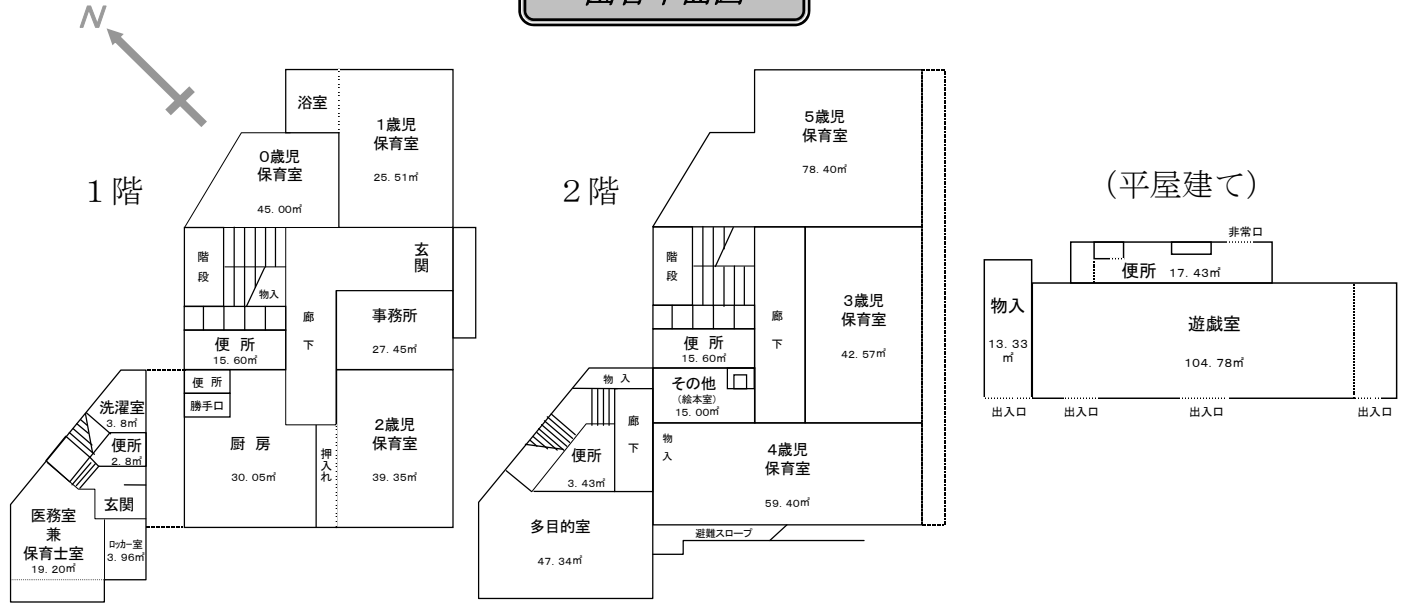 N
1階
浴室
1歳児
保育室
25.51㎡
0歳児
保育室
45.00㎡
階
段
物入
廊
下
玄
関
事務所
27.45㎡
便 所
15.60㎡
便 所
勝手口
厨 房
30.05㎡
押
入
れ
2歳児
保育室
39.35㎡
洗濯室
3.8㎡
便所
2.8㎡
玄関
医務室
兼
保育士室
19.20㎡
ロッカー室
3.96㎡
2階
5歳児
保育室
78.40㎡
階
段
廊
下
3歳児
保育室
42.57㎡
便 所
15.60㎡
その他
(絵本室)
15.00㎡
物 入
廊
下
便所
3.43㎡
物
入
4歳児
保育室
59.40㎡
多目的室
47.34㎡
避難スロープ
(平屋建て)
非常口
便所 17.43㎡
物入
13.33
㎡
遊戯室
104.78㎡
出入口 出入口 出入口 出入口